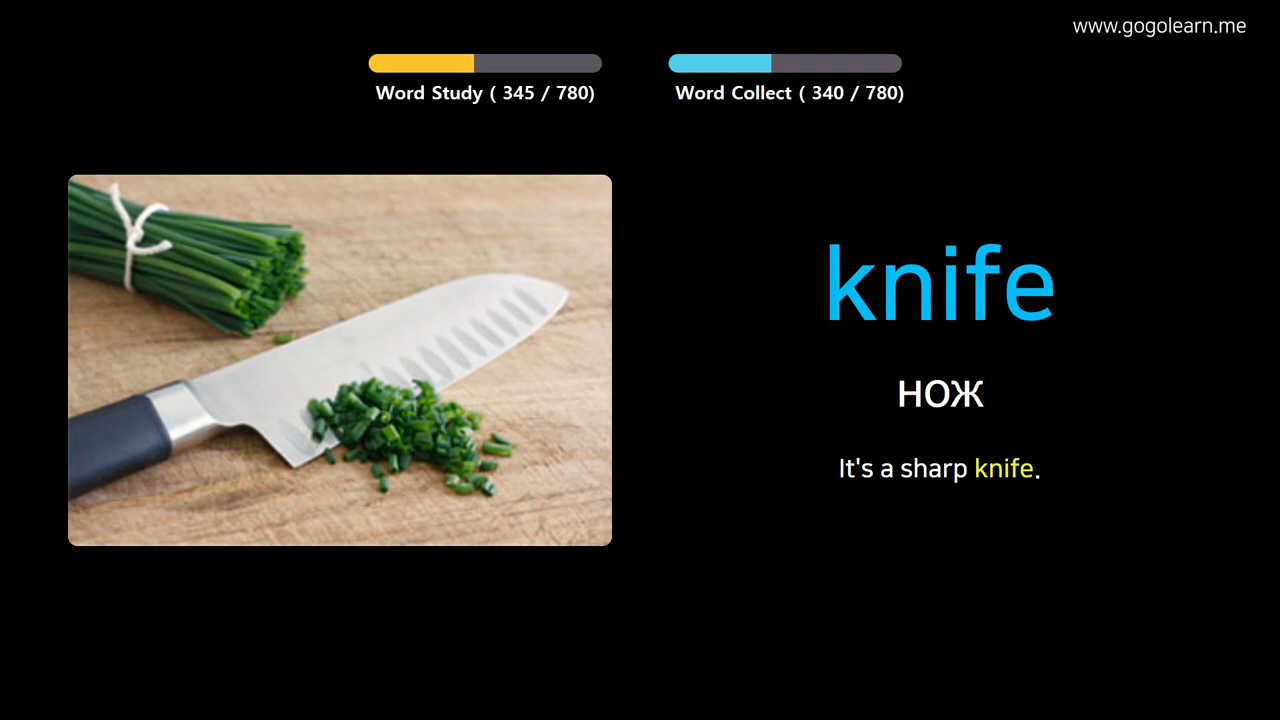 www.gogolearn.me
Word Study ( 345 / 780)
Word Collect ( 340 / 780)
knife
нож
It's a sharp knife.